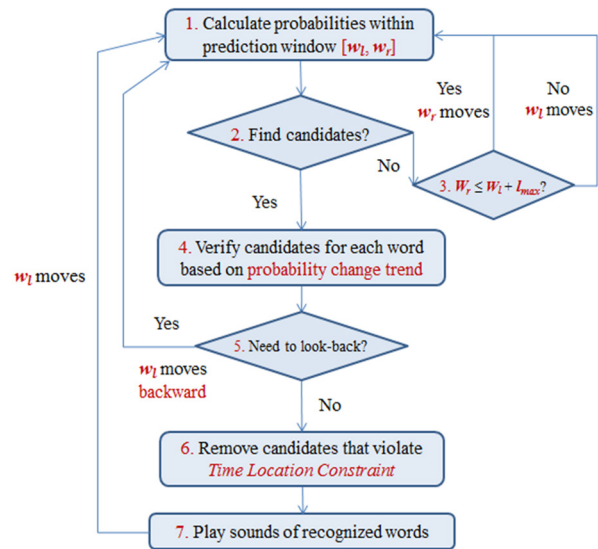 1. Calculate probabilities within
prediction window [wl, wr]
Yes
wr moves
No
wl moves
2. Find candidates?
No
3. Wr ≤ Wl + lmax?
Yes
4. Verify candidates for each word
based on probability change trend
wl moves
Yes
5. Need to look-back?
wl moves
backward
No
6. Remove candidates that violate
Time Location Constraint
7. Play sounds of recognized words